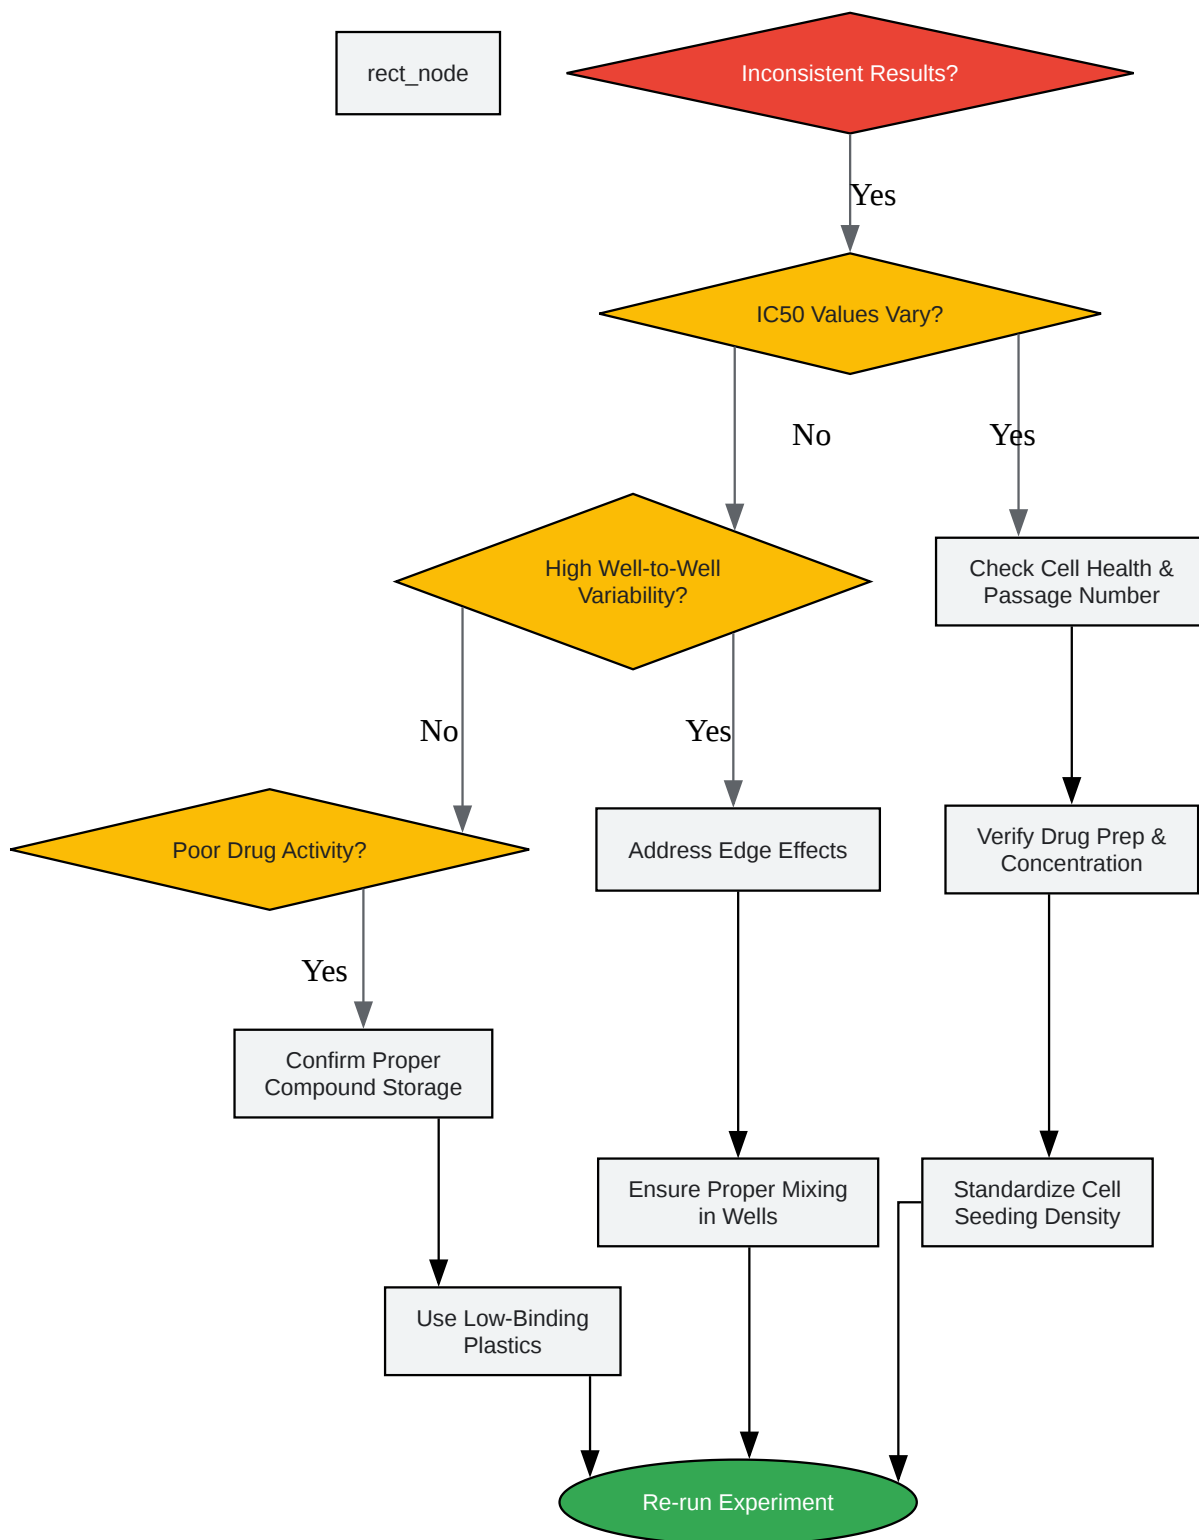 rect_node
Inconsistent Results?
Yes
IC50 Values Vary?
No
Yes
High Well-to-Well
Variability?
Check Cell Health &
Passage Number
No
Yes
Poor Drug Activity?
Address Edge Effects
Verify Drug Prep &
Concentration
Yes
Confirm Proper
Compound Storage
Ensure Proper Mixing
in Wells
Standardize Cell
Seeding Density
Use Low-Binding
Plastics
Re-run Experiment